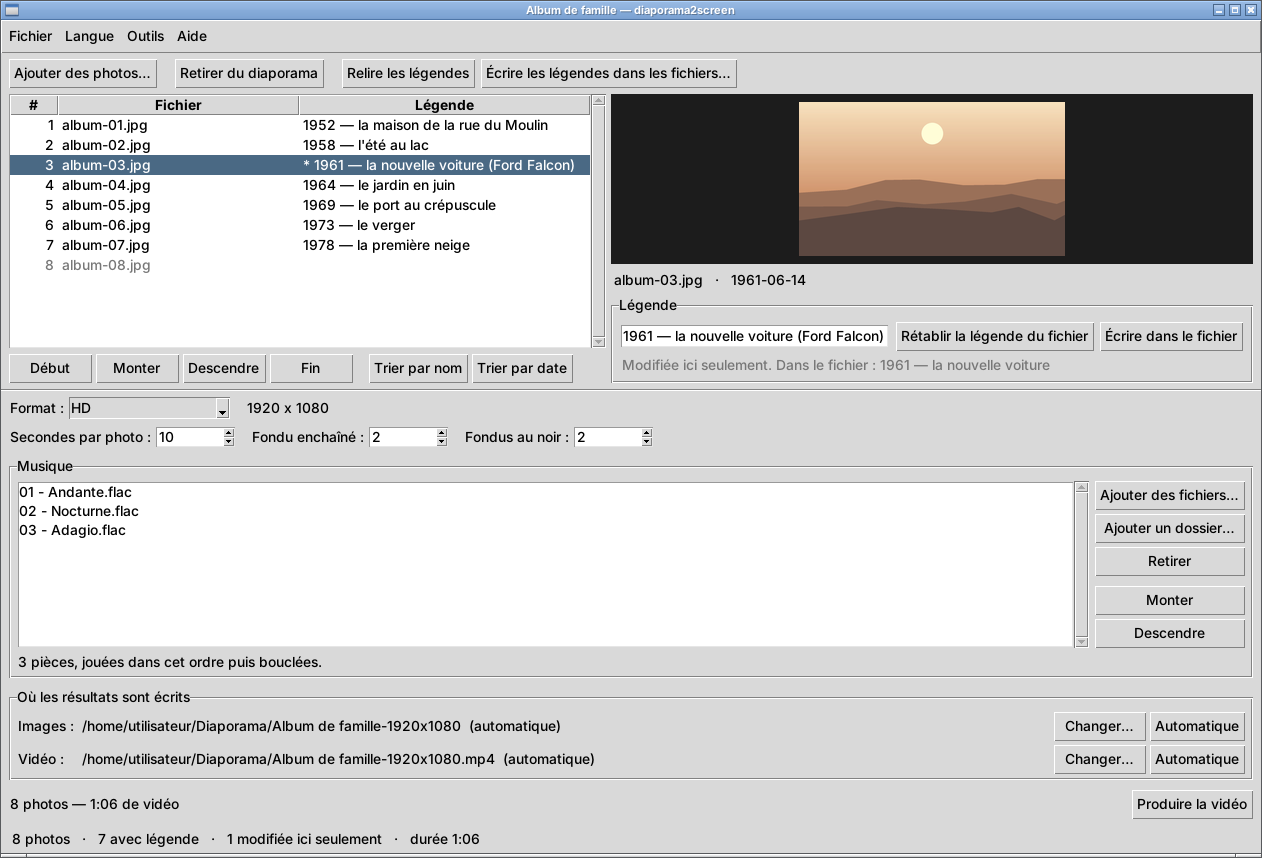 Album de famille — diaporama2screen
Fichier Langue Outils Aide
Ajouter des photos... Retirer du diaporama Relire les légendes Écrire les légendes dans les fichiers...
# Fichier Légende
1 album-01.jpg 1952 — la maison de la rue du Moulin
2 album-02.jpg 1958 — l'été au lac
3 album-03.jpg * 1961 — la nouvelle voiture (Ford Falcon)
4 album-04.jpg 1964 — le jardin en juin
5 album-05.jpg 1969 — le port au crépuscule
6 album-06.jpg 1973 — le verger
7 album-07.jpg 1978 — la première neige
8 album-08.jpg
Début Monter Descendre Fin Trier par nom Trier par date
album-03.jpg · 1961-06-14
Légende
1961 — la nouvelle voiture (Ford Falcon) Rétablir la légende du fichier Écrire dans le fichier
Modifiée ici seulement. Dans le fichier : 1961 — la nouvelle voiture
Format : HD 1920 x 1080
Secondes par photo : 10 Fondu enchaîné : 2 Fondus au noir : 2
Musique
01 - Andante.flac
02 - Nocturne.flac
03 - Adagio.flac
Ajouter des fichiers...
Ajouter un dossier...
Retirer
Monter
Descendre
3 pièces, jouées dans cet ordre puis bouclées.
Où les résultats sont écrits
Images : /home/utilisateur/Diaporama/Album de famille-1920x1080 (automatique) Changer... Automatique
Vidéo : /home/utilisateur/Diaporama/Album de famille-1920x1080.mp4 (automatique) Changer... Automatique
8 photos — 1:06 de vidéo Produire la vidéo
8 photos · 7 avec légende · 1 modifiée ici seulement · durée 1:06